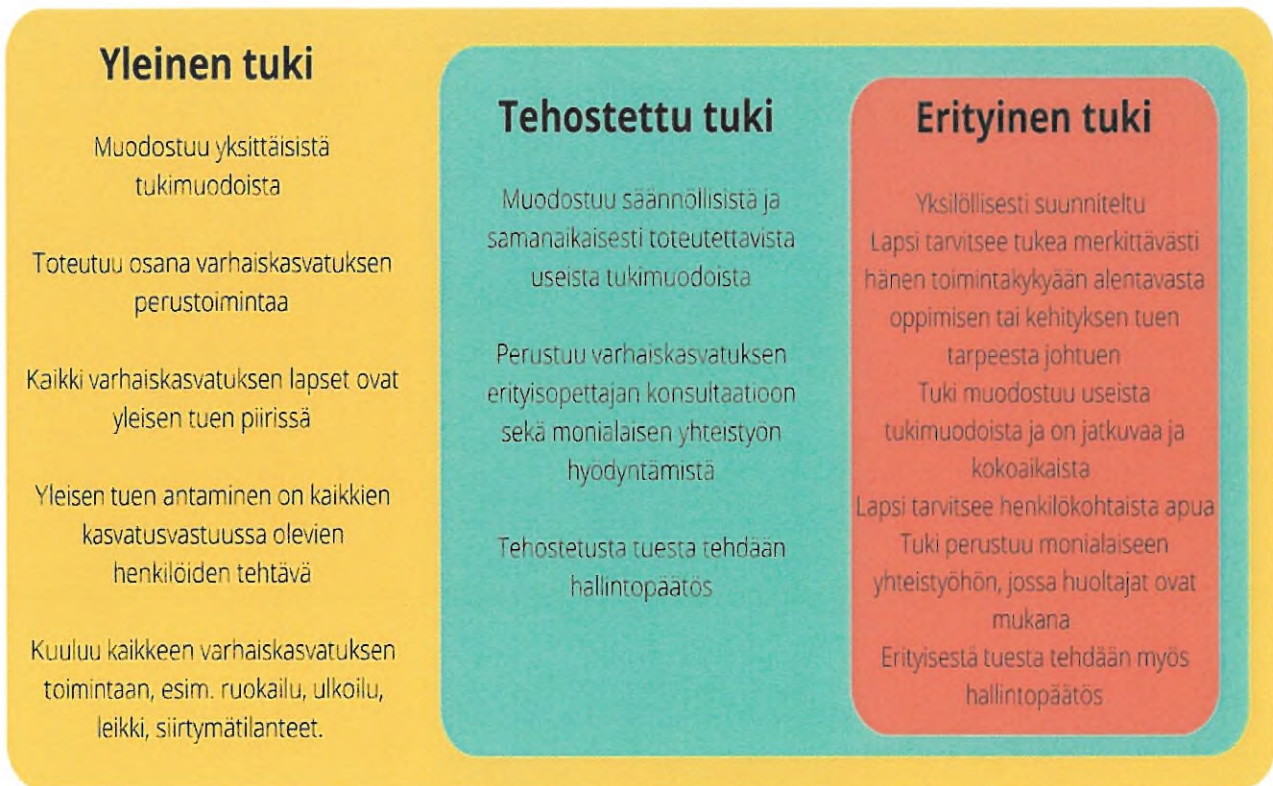 Yleinen tuki
Muodostuu yksittäisistä
tukimuodoista
Toteutuu osana varhaiskasvatuksen
perustoimintaa
Kaikki varhaiskasvatuksen lapset ovat
yleisen tuen piirissä
Yleisen tuen antaminen on kaikkien
kasvatusvastuussa olevien
henkilöiden tehtävä
Kuuluu kaikkeen varhaiskasvatuksen
toimintaan, esim. ruokailu, ulkoilu,
leikki, siirtymätilanteet.
Tehostettu tuki
Muodostuu säännöllisistä ja
samanaikaisesti toteutettavista
useista tukimuodoista
Perustuu varhaiskasvatuksen
erityisopettajan konsultaatioon
sekä monialaisen yhteistyön
hyödyntämistä
Tehostetusta tuesta tehdään
hallintopäätös
Erityinen tuki
Yksilöllisesti suunniteltu
Lapsi tarvitsee tukea merkittävästi
hänen toimintakykyään alentavasta
oppimisen tai kehityksen tuen
tarpeesta johtuen
Tuki muodostuu useista
tukimuodoista ja on jatkuvaa ja
kokoaikaista
Lapsi tarvitsee henkilökohtaista apua
Tuki perustuu monialaiseen
yhteistyöhön, jossa huoltajat ovat
mukana
Erityisestä tuesta tehdään myös
hallintopäätös